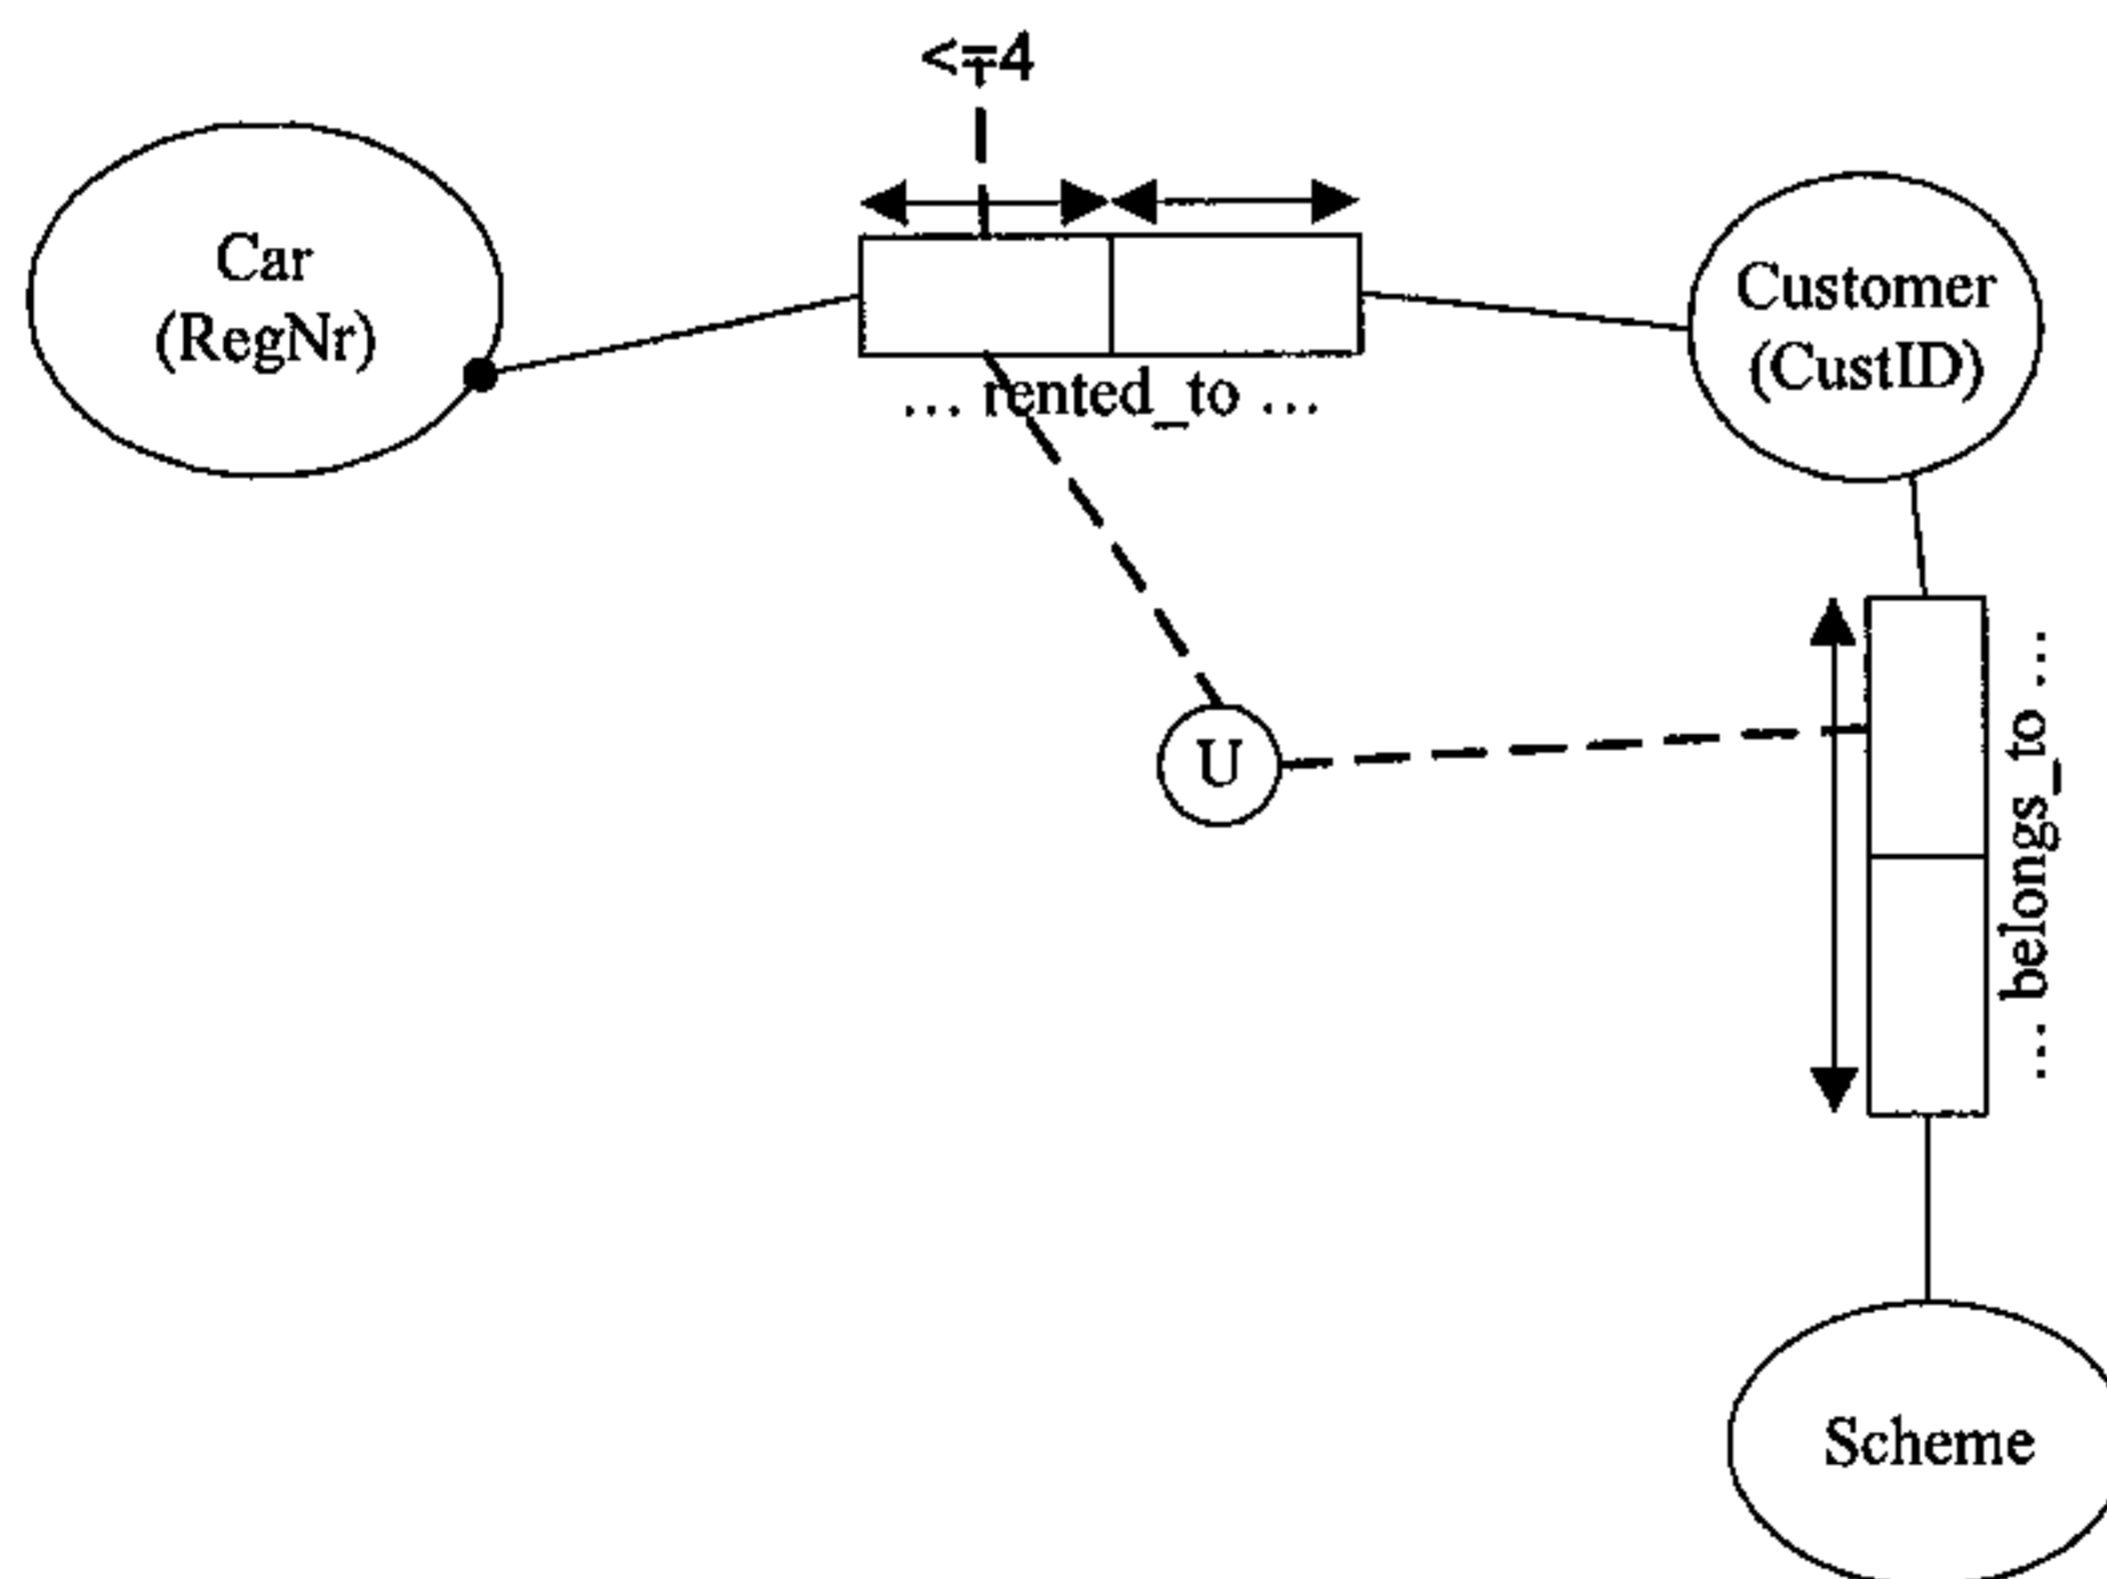 <=4
Car
(RegNr)
Customer
(CustID)
... rented_to ...
U
... belongs_to ...
Scheme